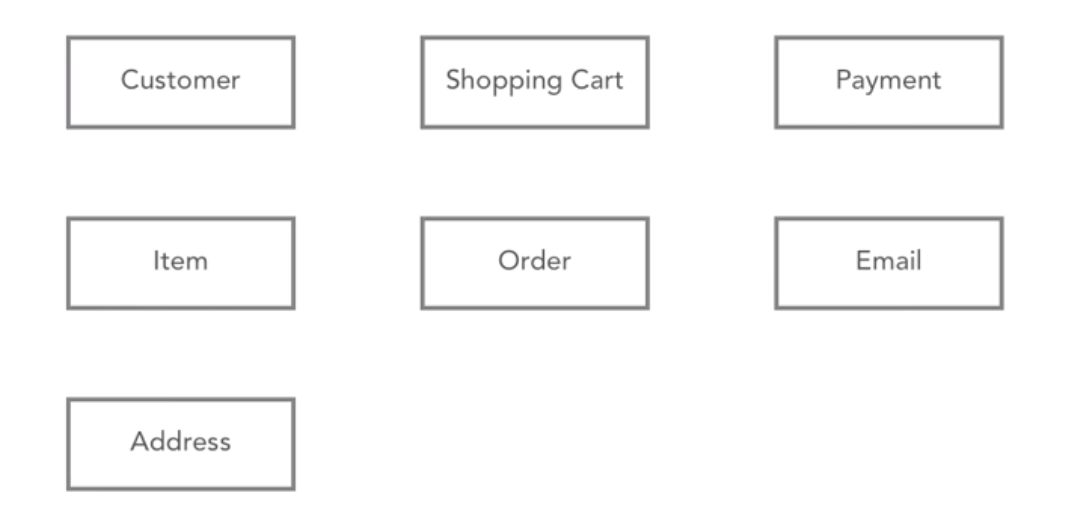 Customer
Shopping Cart
Payment
Item
Order
Email
Address